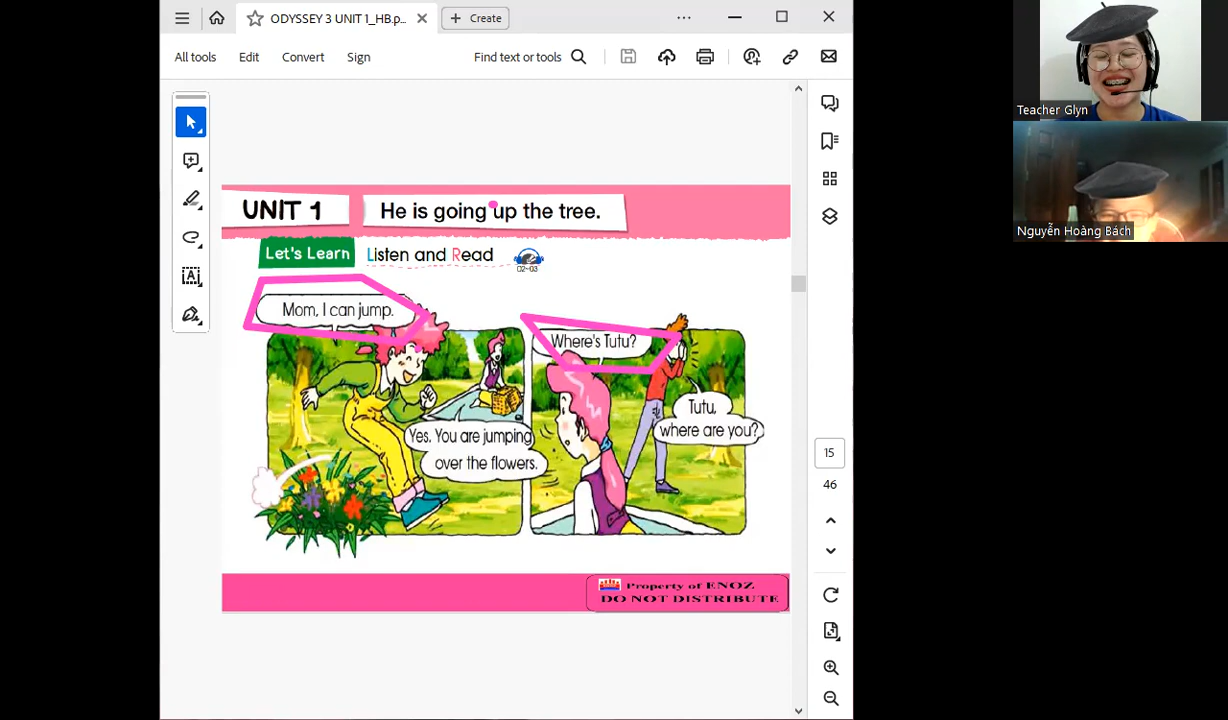 ODYSSEY 3 UNIT 1_HB.p...
Create
All tools
Edit
Convert
Sign
Find text or tools
Teacher Glyn
Nguyễn Hoàng Bách
UNIT 1
He is going up the tree.
Let's Learn
Listen and Read
02~03
Mom, I can jump.
Yes. You are jumping
over the flowers.
Where's Tutu?
Tutu,
where are you?
Property of ENOZ
DO NOT DISTRIBUTE
15
46